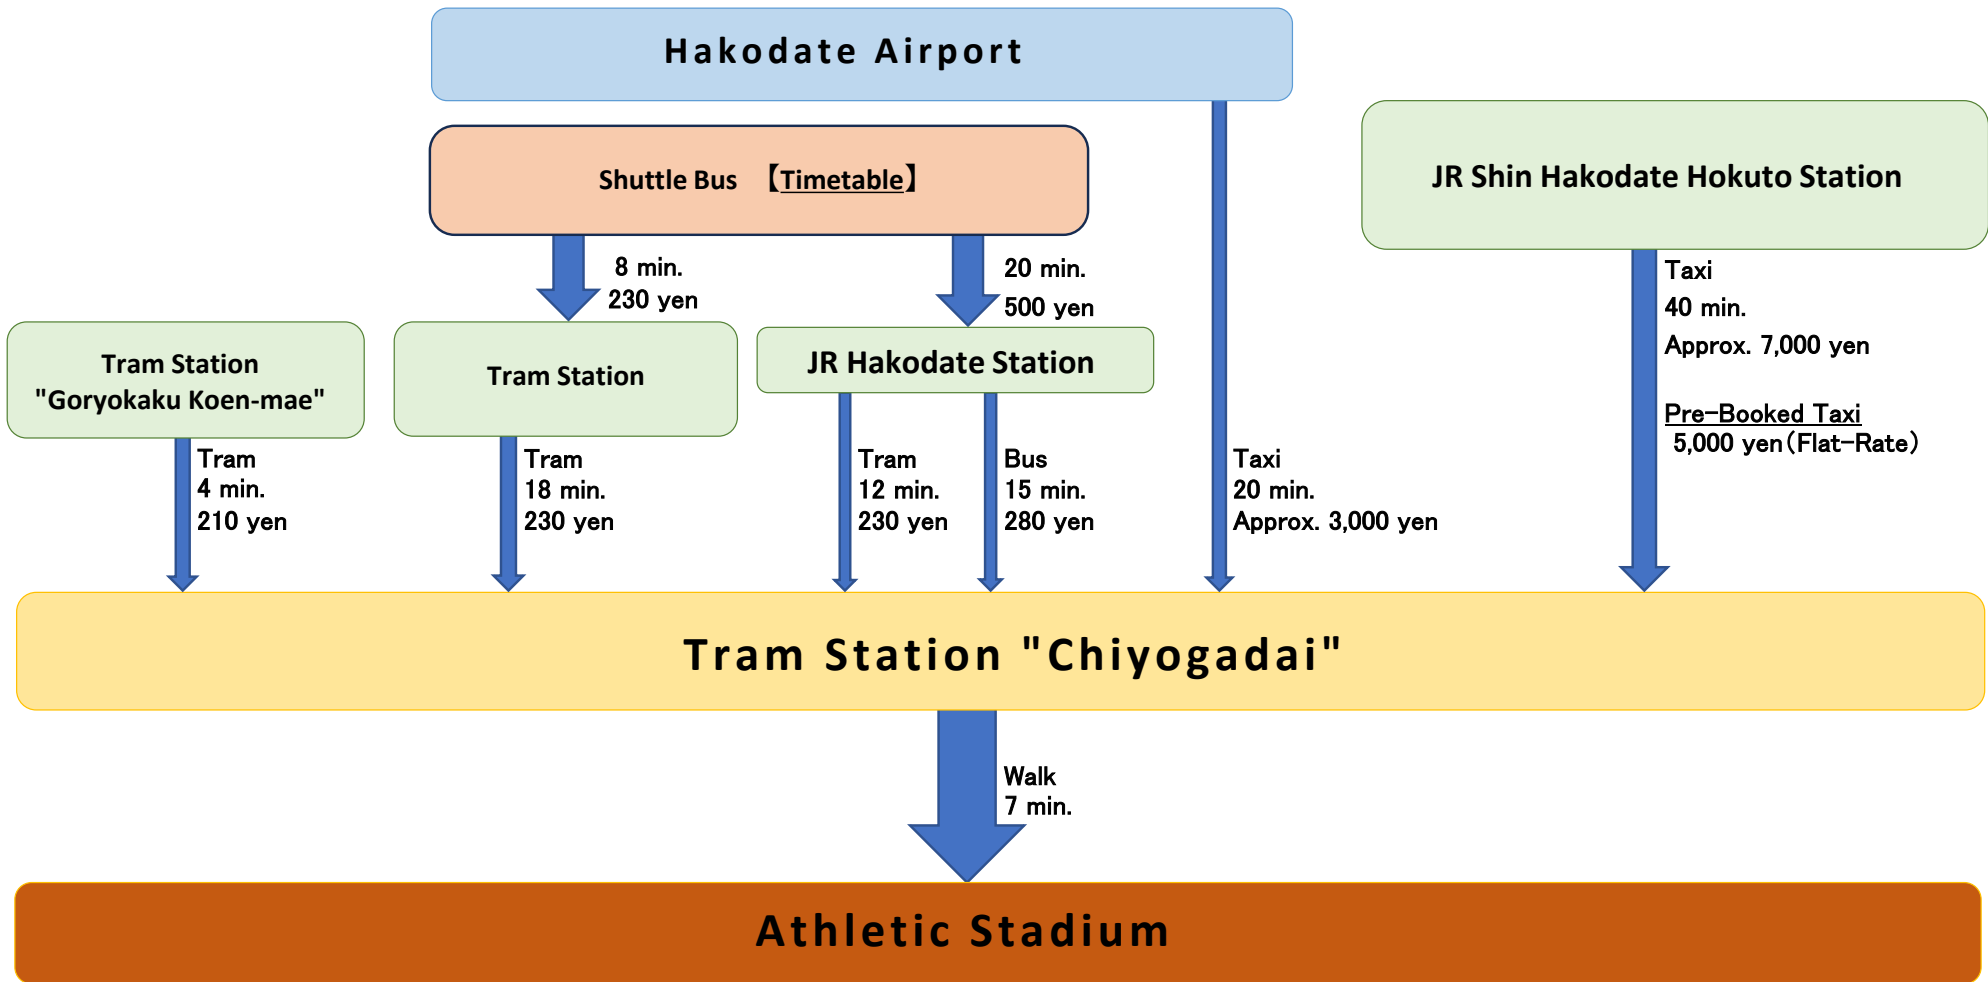 Hakodate Airport
Shuttle Bus 【Timetable】
JR Shin Hakodate Hokuto Station
8 min.
230 yen
20 min.
500 yen
Taxi
40 min.
Approx. 7,000 yen
Pre-Booked Taxi
5,000 yen(Flat-Rate)
Tram Station
"Goryokaku Koen-mae"
Tram Station
JR Hakodate Station
Tram
4 min.
210 yen
Tram
18 min.
230 yen
Tram
12 min.
230 yen
Bus
15 min.
280 yen
Taxi
20 min.
Approx. 3,000 yen
Tram Station "Chiyogadai"
Walk
7 min.
Athletic Stadium